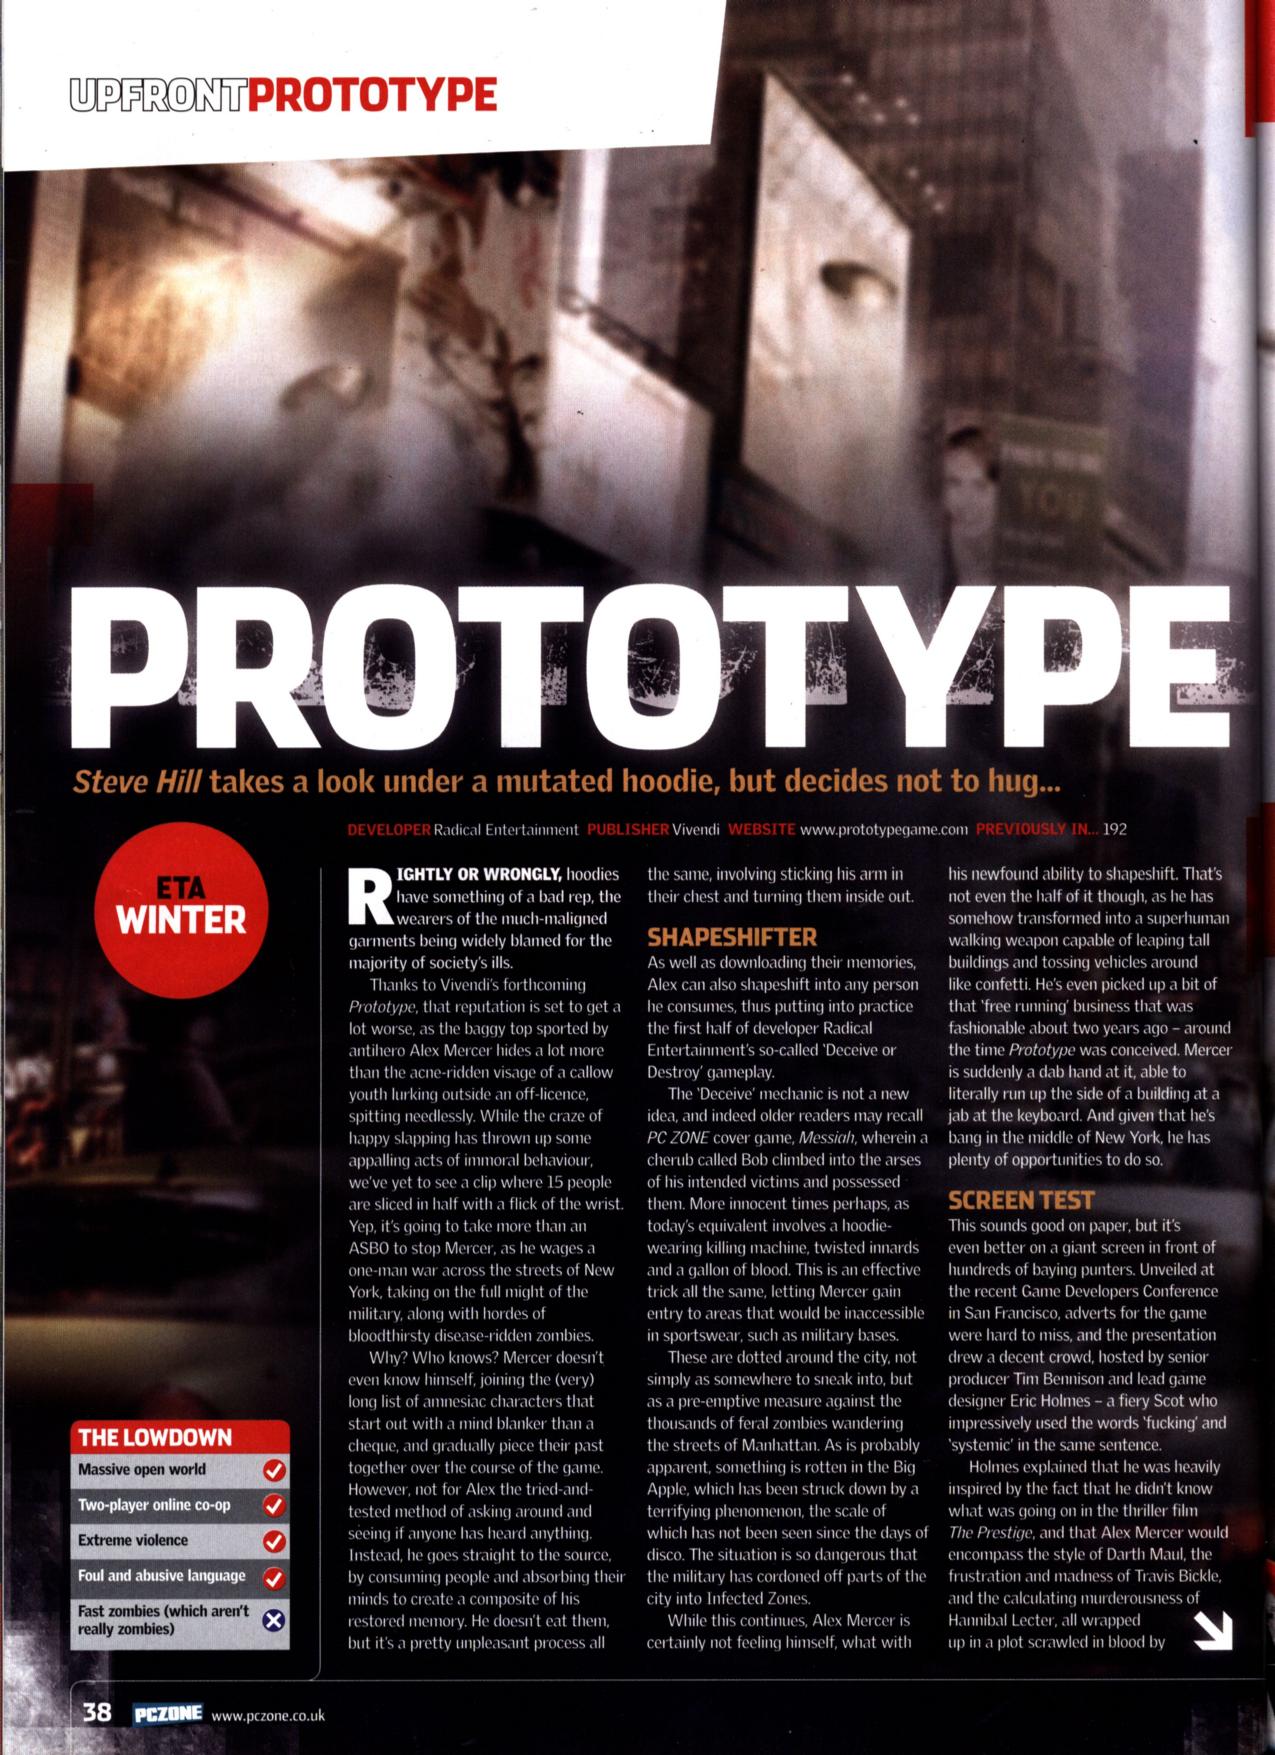 UPFRONTPROTOTYPE
YOU
PROTOTYPE
Steve Hill takes a look under a mutated hoodie, but decides not to hug...
ETA
WINTER
DEVELOPER Radical Entertainment PUBLISHER Vivendi WEBSITE www.prototypegame.com PREVIOUSLY IN... 192
RIGHTLY OR WRONGLY, hoodies
have something of a bad rep, the
wearers of the much-maligned
garments being widely blamed for the
majority of society's ills.
Thanks to Vivendi's forthcoming
Prototype, that reputation is set to get a
lot worse, as the baggy top sported by
antihero Alex Mercer hides a lot more
than the acne-ridden visage of a callow
youth lurking outside an off-licence,
spitting needlessly. While the craze of
happy slapping has thrown up some
appalling acts of immoral behaviour,
we've yet to see a clip where 15 people
are sliced in half with a flick of the wrist.
Yep, it's going to take more than an
ASBO to stop Mercer, as he wages a
one-man war across the streets of New
York, taking on the full might of the
military, along with hordes of
bloodthirsty disease-ridden zombies.
Why? Who knows? Mercer doesn't
even know himself, joining the (very)
long list of amnesiac characters that
start out with a mind blanker than a
cheque, and gradually piece their past
together over the course of the game.
However, not for Alex the tried-and-
tested method of asking around and
seeing if anyone has heard anything.
Instead, he goes straight to the source,
by consuming people and absorbing their
minds to create a composite of his
restored memory. He doesn't eat them,
but it's a pretty unpleasant process all
the same, involving sticking his arm in
their chest and turning them inside out.
SHAPESHIFTER
As well as downloading their memories,
Alex can also shapeshift into any person
he consumes, thus putting into practice
the first half of developer Radical
Entertainment's so-called 'Deceive or
Destroy' gameplay.
The 'Deceive' mechanic is not a new
idea, and indeed older readers may recall
PC ZONE cover game, Messiah, wherein a
cherub called Bob climbed into the arses
of his intended victims and possessed
them. More innocent times perhaps, as
today's equivalent involves a hoodie-
wearing killing machine, twisted innards
and a gallon of blood. This is an effective
trick all the same, letting Mercer gain
entry to areas that would be inaccessible
in sportswear, such as military bases.
These are dotted around the city, not
simply as somewhere to sneak into, but
as a pre-emptive measure against the
thousands of feral zombies wandering
the streets of Manhattan. As is probably
apparent, something is rotten in the Big
Apple, which has been struck down by a
terrifying phenomenon, the scale of
which has not been seen since the days of
disco. The situation is so dangerous that
the military has cordoned off parts of the
city into Infected Zones.
While this continues, Alex Mercer is
certainly not feeling himself, what with
his newfound ability to shapeshift. That's
not even the half of it though, as he has
somehow transformed into a superhuman
walking weapon capable of leaping tall
buildings and tossing vehicles around
like confetti. He's even picked up a bit of
that 'free running' business that was
fashionable about two years ago – around
the time Prototype was conceived. Mercer
is suddenly a dab hand at it, able to
literally run up the side of a building at a
jab at the keyboard. And given that he's
bang in the middle of New York, he has
plenty of opportunities to do so.
SCREEN TEST
This sounds good on paper, but it's
even better on a giant screen in front of
hundreds of baying punters. Unveiled at
the recent Game Developers Conference
in San Francisco, adverts for the game
were hard to miss, and the presentation
drew a decent crowd, hosted by senior
producer Tim Bennison and lead game
designer Eric Holmes – a fiery Scot who
impressively used the words 'fucking' and
'systemic' in the same sentence.
Holmes explained that he was heavily
inspired by the fact that he didn't know
what was going on in the thriller film
The Prestige, and that Alex Mercer would
encompass the style of Darth Maul, the
frustration and madness of Travis Bickle,
and the calculating murderousness of
Hannibal Lecter, all wrapped
up in a plot scrawled in blood by
THE LOWDOWN
Massive open world
Two-player online co-op
Extreme violence
Foul and abusive language
Fast zombies (which aren't
really zombies)
38 PCZONE www.pczone.co.uk